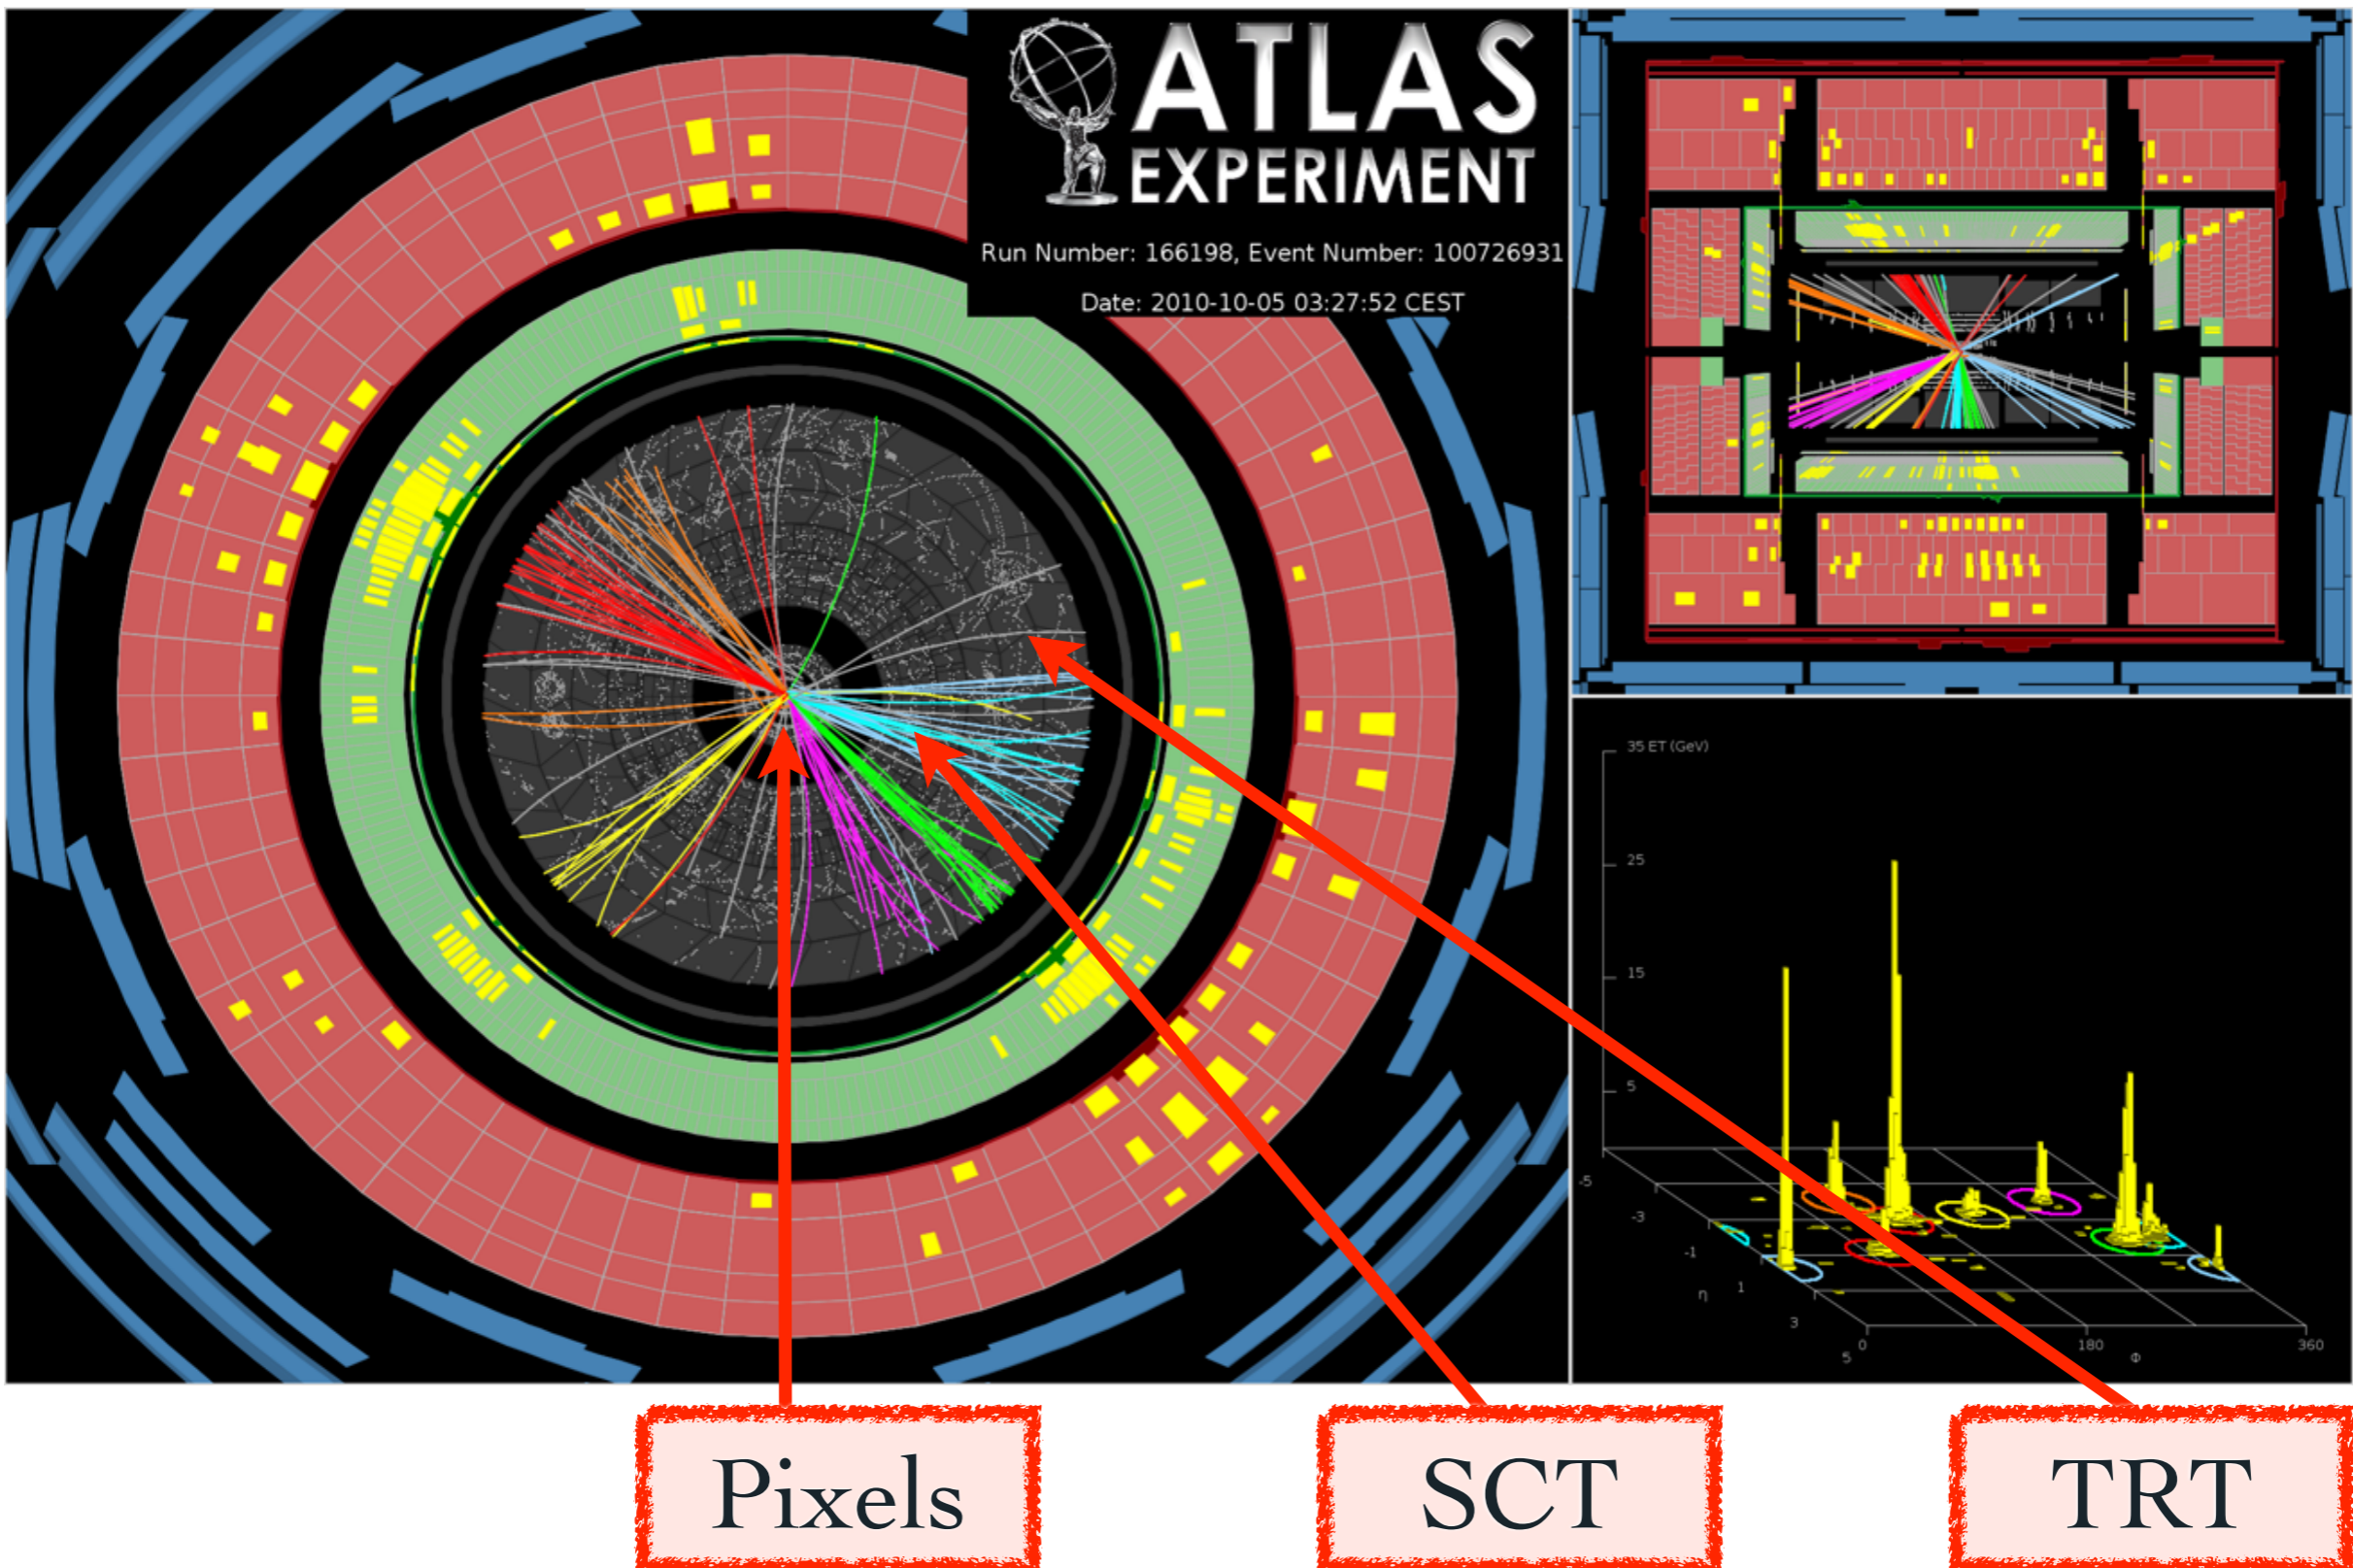 ATLAS
EXPERIMENT
Run Number: 166198, Event Number: 100726931
Date: 2010-10-05 03:27:52 CEST
35 ET (GeV)
25
15
5
-5
-3
-1
η 1
3
5 0 180 Φ 360
Pixels SCT TRT